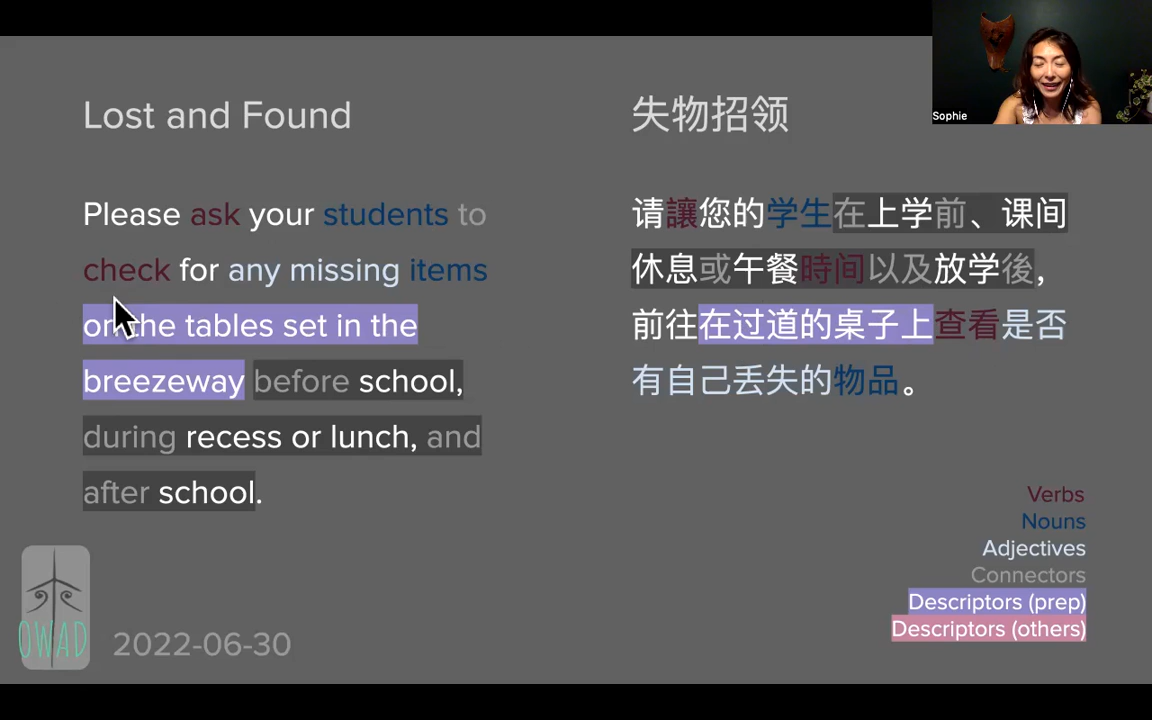 Sophie
Lost and Found
Please ask your students to
check for any missing items
on the tables set in the
breezeway before school,
during recess or lunch, and
after school.
失物招领
请讓您的学生在上学前、课间
休息或午餐時间以及放学後，
前往在过道的桌子上查看是否
有自己丢失的物品。
Verbs
Nouns
Adjectives
Connectors
Descriptors (prep)
Descriptors (others)
OWAD
2022-06-30